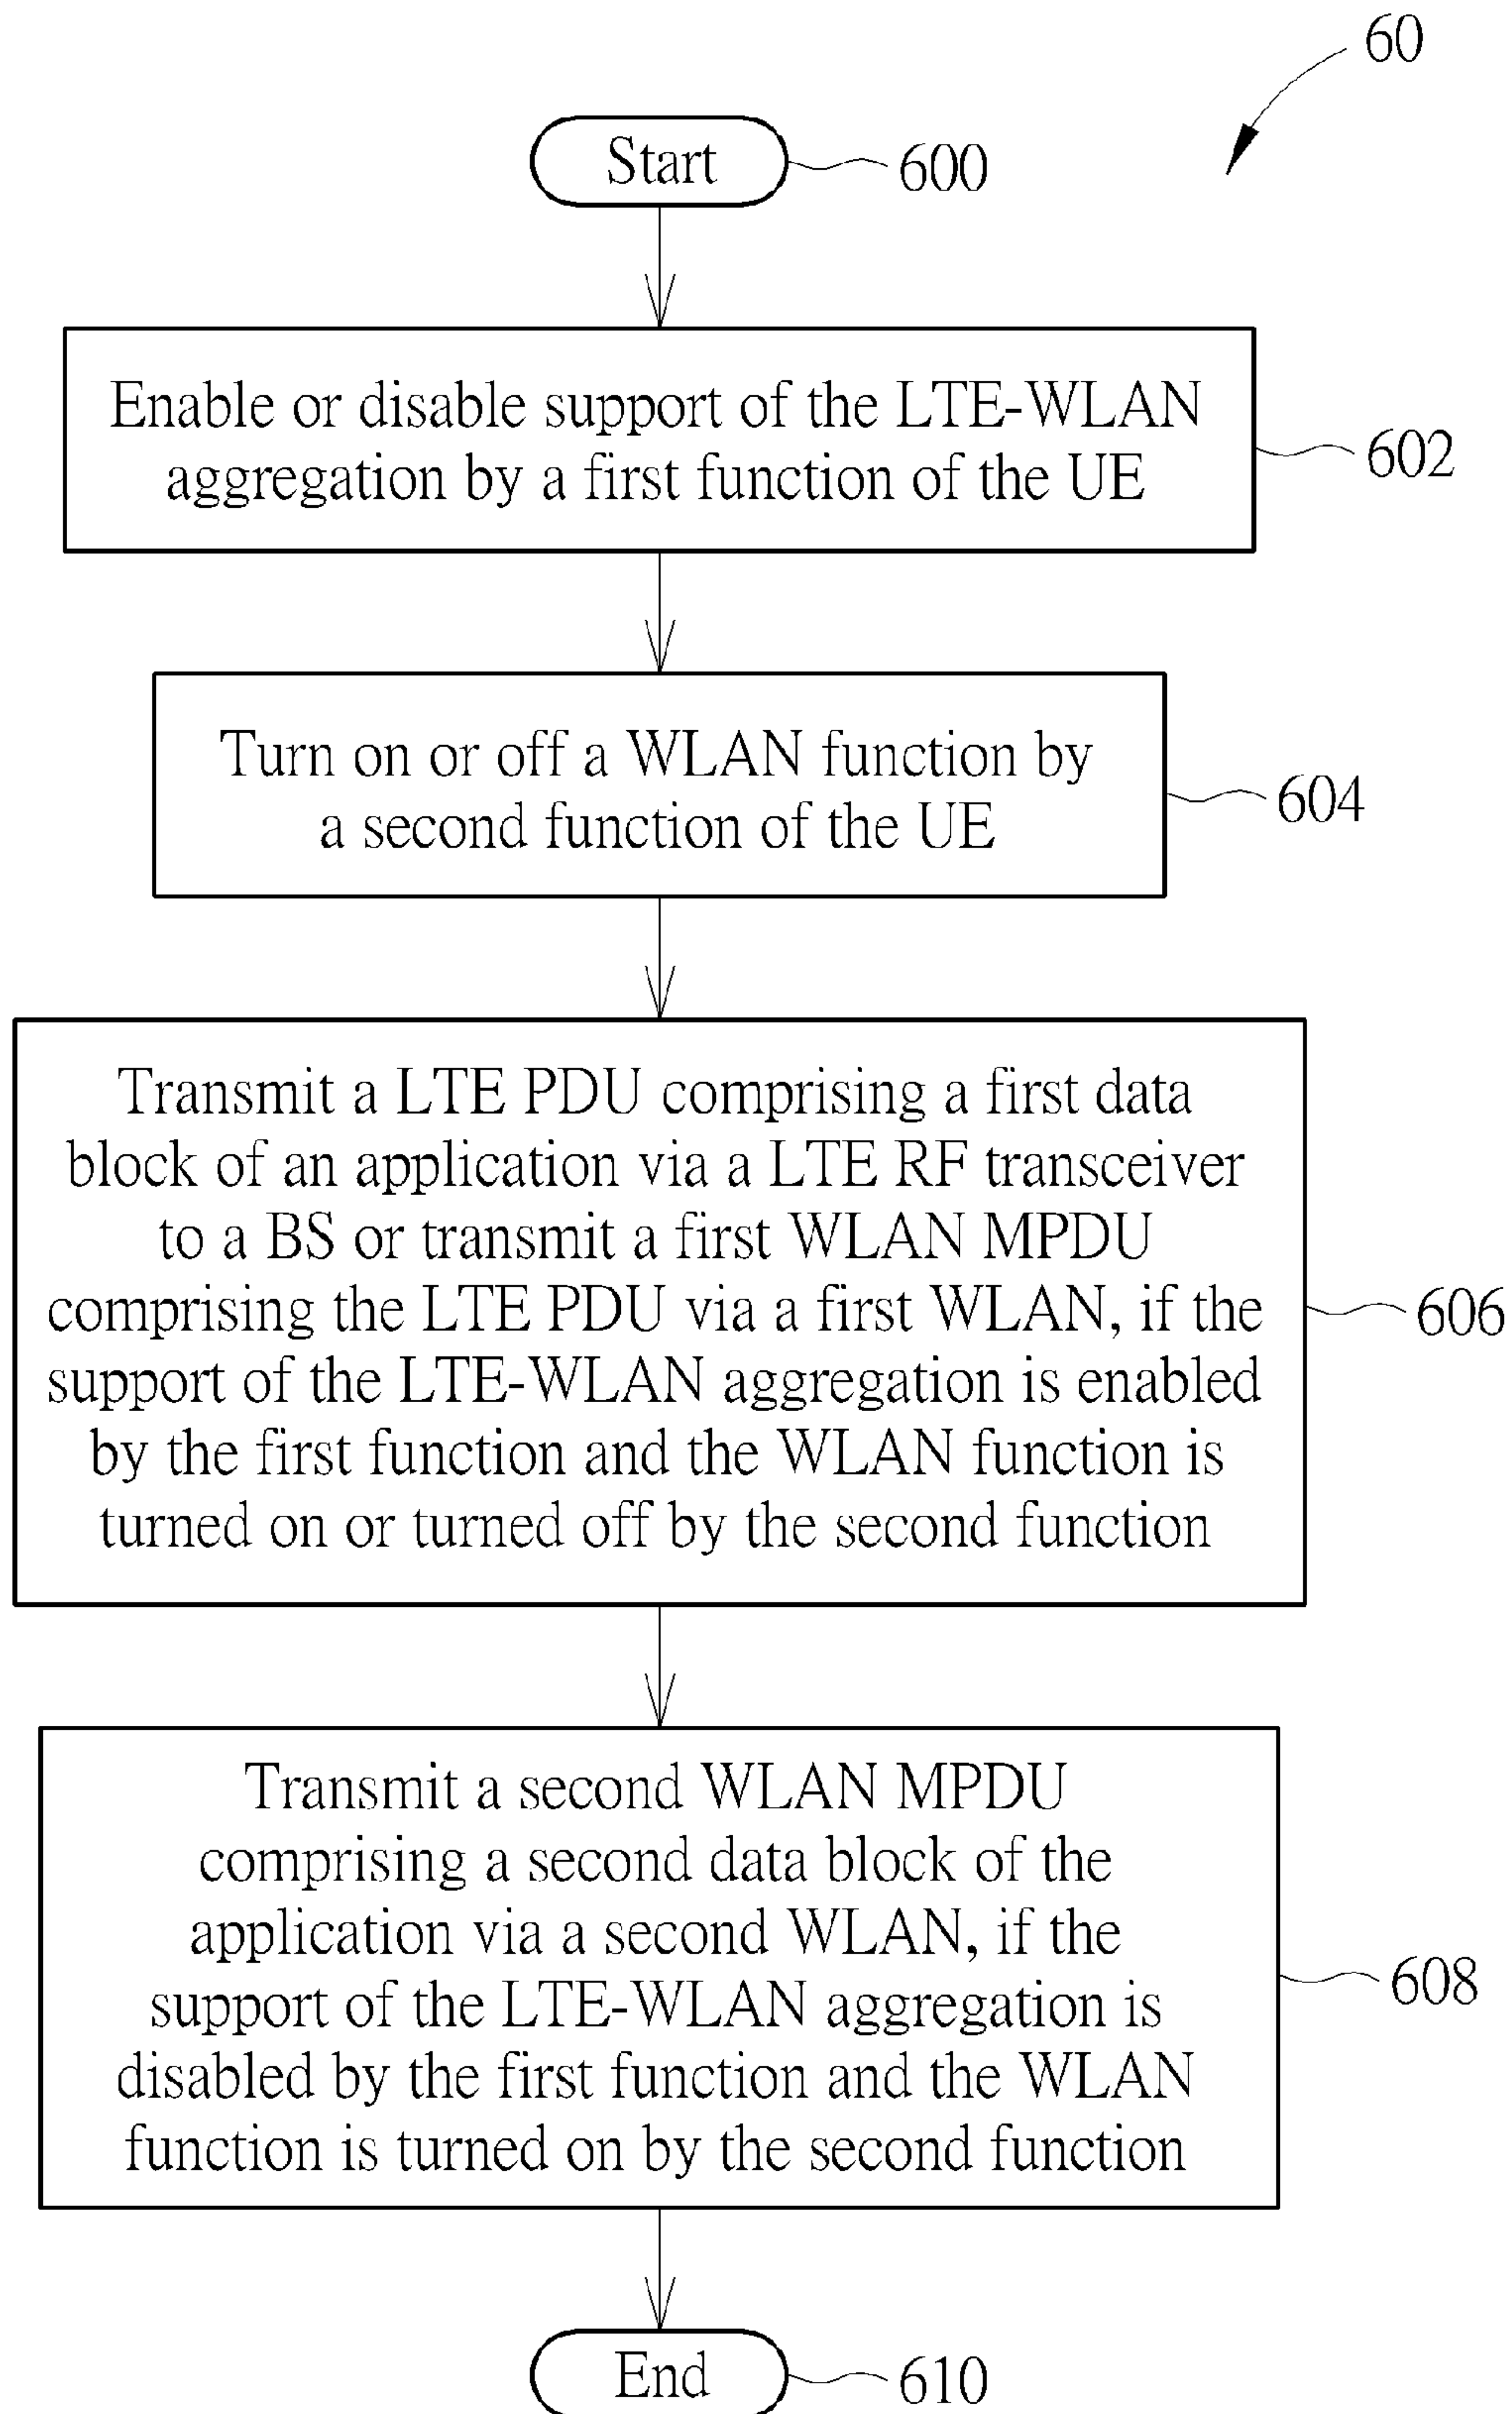 60
Start
600
Enable or disable support of the LTE-WLAN
aggregation by a first function of the UE
602
Turn on or off a WLAN function by
a second function of the UE
604
Transmit a LTE PDU comprising a first data
block of an application via a LTE RF transceiver
to a BS or transmit a first WLAN MPDU
comprising the LTE PDU via a first WLAN, if the
support of the LTE-WLAN aggregation is enabled
by the first function and the WLAN function is
turned on or turned off by the second function
606
Transmit a second WLAN MPDU
comprising a second data block of the
application via a second WLAN, if the
support of the LTE-WLAN aggregation is
disabled by the first function and the WLAN
function is turned on by the second function
608
End
610